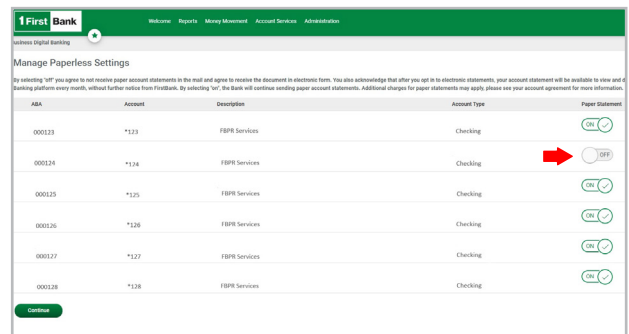 1First Bank
Welcome Reports Money Movement Account Services Administration
usiness Digital Banking
Manage Paperless Settings
By selecting "off" you agree to not receive paper account statements in the mail and agree to receive the document in electronic form. You also acknowledge that after you opt in to electronic statements, your account statement will be available to view and d
Banking platform every month, without further notice from FirstBank. By selecting "on", the Bank will continue sending paper account statements. Additional charges for paper statements may apply, please see your account agreement for more information.
ABA Account Description Account Type Paper Statement
000123 *123 FBPR Services Checking ON
000124 *124 FBPR Services Checking OFF
000125 *125 FBPR Services Checking ON
000126 *126 FBPR Services Checking ON
000127 *127 FBPR Services Checking ON
000128 *128 FBPR Services Checking ON
Continue